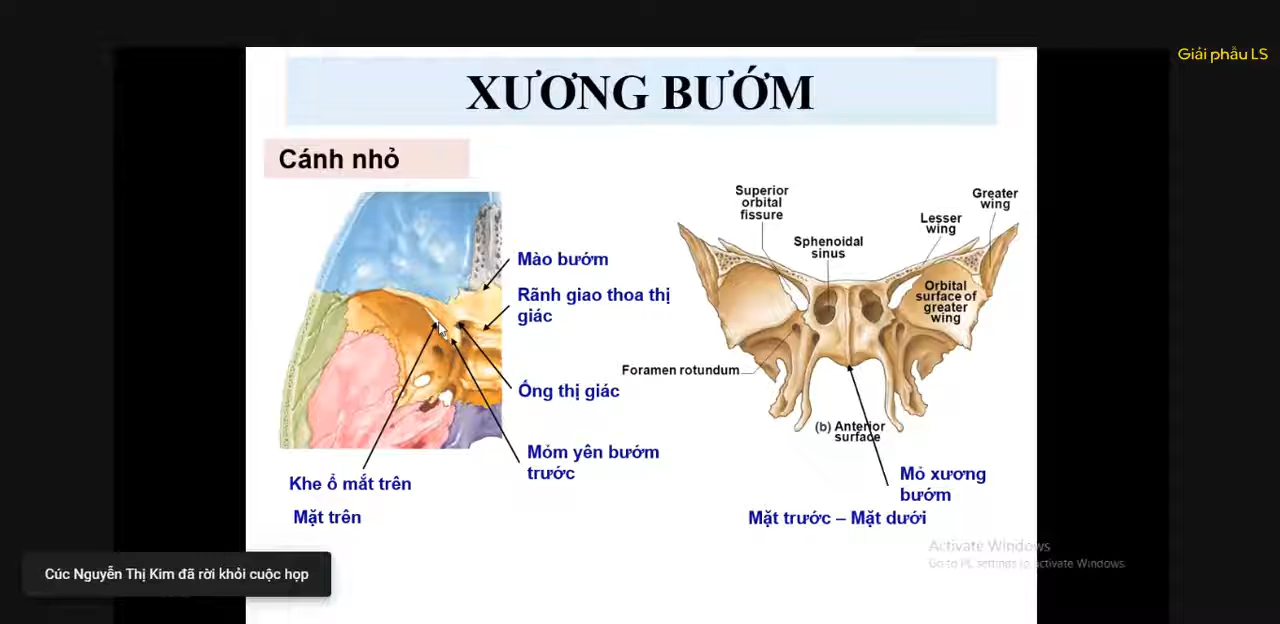 Giải phẫu LS
XƯƠNG BƯỚM
Cánh nhỏ
Mào bướm
Rãnh giao thoa thị
giác
Ống thị giác
Mỏm yên bướm
trước
Khe ổ mắt trên
Mặt trên
Superior
orbital
fissure
Sphenoidal
sinus
Lesser
wing
Greater
wing
Orbital
surface of
greater
wing
Foramen rotundum
(b) Anterior
surface
Mỏ xương
bướm
Mặt trước – Mặt dưới
Activate Windows
Go to PC settings to activate Windows.
Cúc Nguyễn Thị Kim đã rời khỏi cuộc họp